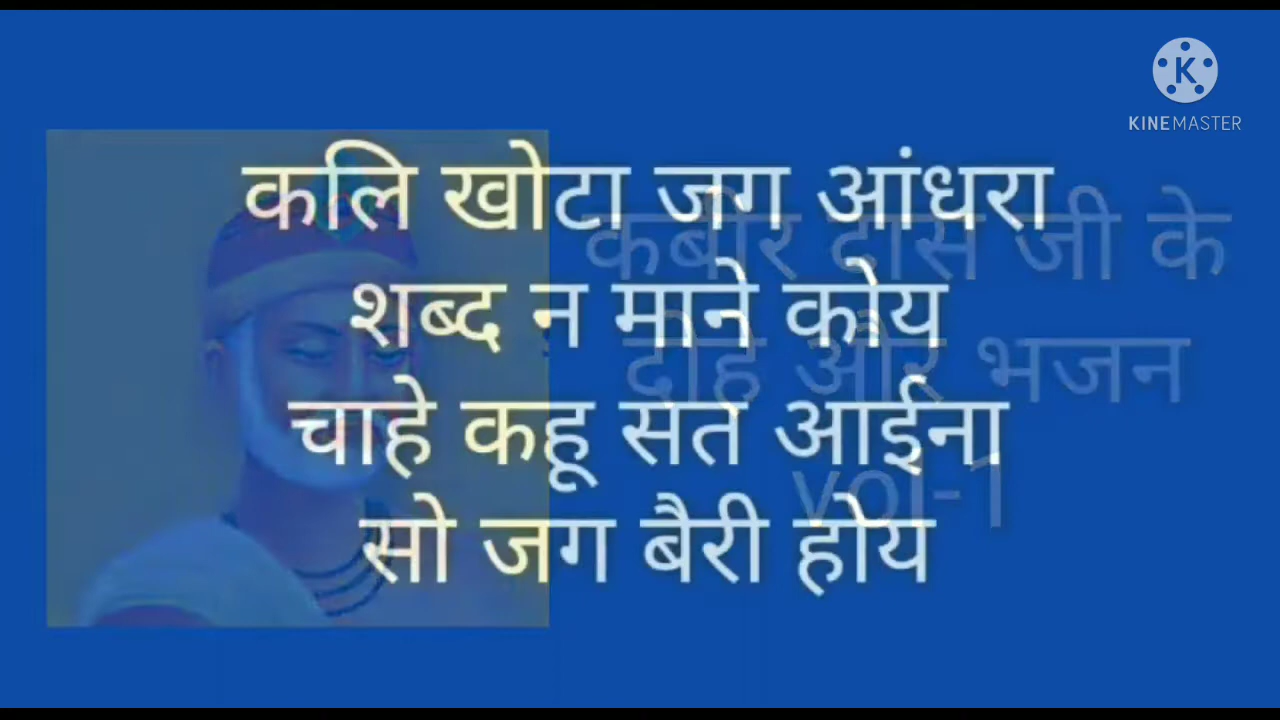 KINEMASTER
कलि खोटा जग आंधरा
शब्द न माने कोय
चाहे कहू सत आईना
सो जग बैरी होय
कबीर दास जी के
दोहे और भजन
vol-1